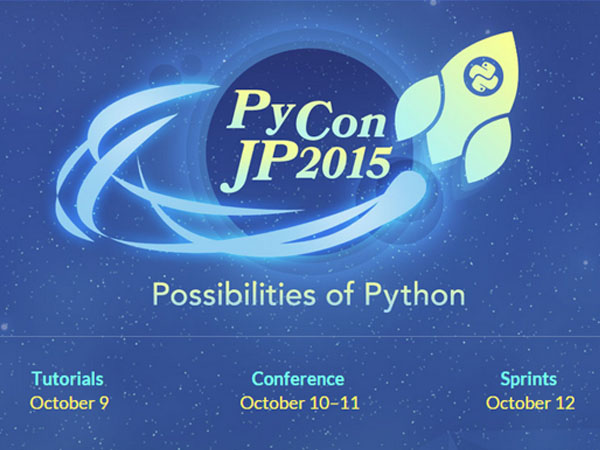 PyCon
JP2015
Possibilities of Python
Tutorials
October 9
Conference
October 10–11
Sprints
October 12